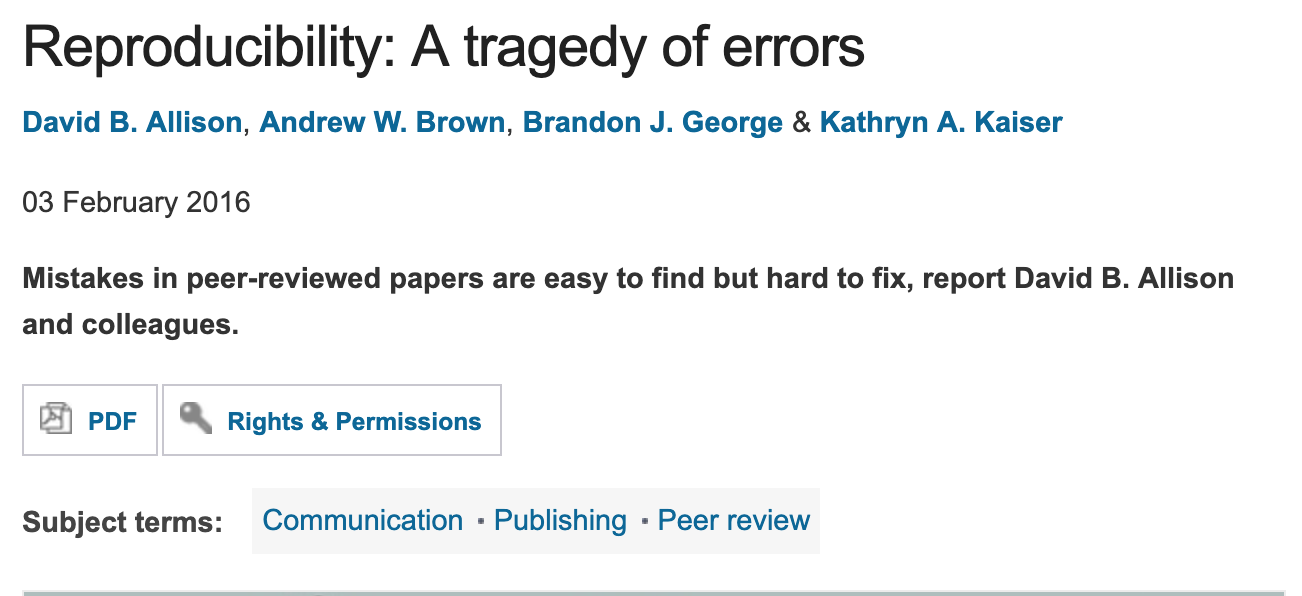 Reproducibility: A tragedy of errors
David B. Allison, Andrew W. Brown, Brandon J. George & Kathryn A. Kaiser
03 February 2016
Mistakes in peer-reviewed papers are easy to find but hard to fix, report David B. Allison
and colleagues.
PDF Rights & Permissions
Subject terms: Communication · Publishing · Peer review